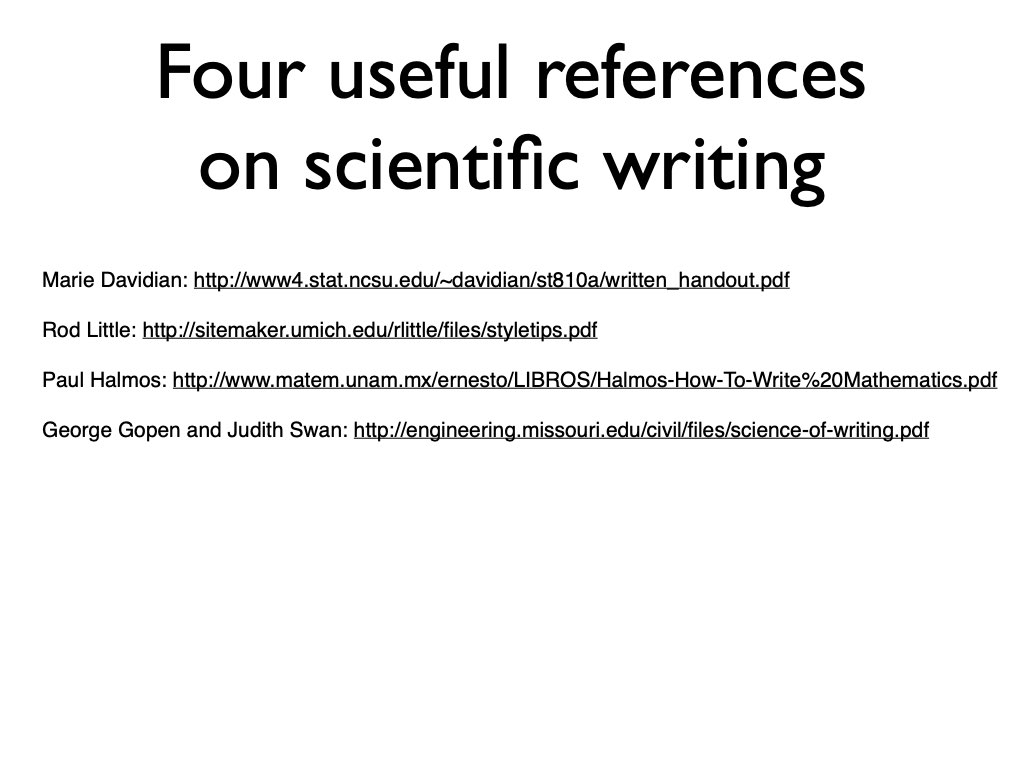 Four useful references
on scientific writing
Marie Davidian: http://www4.stat.ncsu.edu/~davidian/st810a/written_handout.pdf
Rod Little: http://sitemaker.umich.edu/rlittle/files/styletips.pdf
Paul Halmos: http://www.matem.unam.mx/ernesto/LIBROS/Halmos-How-To-Write%20Mathematics.pdf
George Gopen and Judith Swan: http://engineering.missouri.edu/civil/files/science-of-writing.pdf